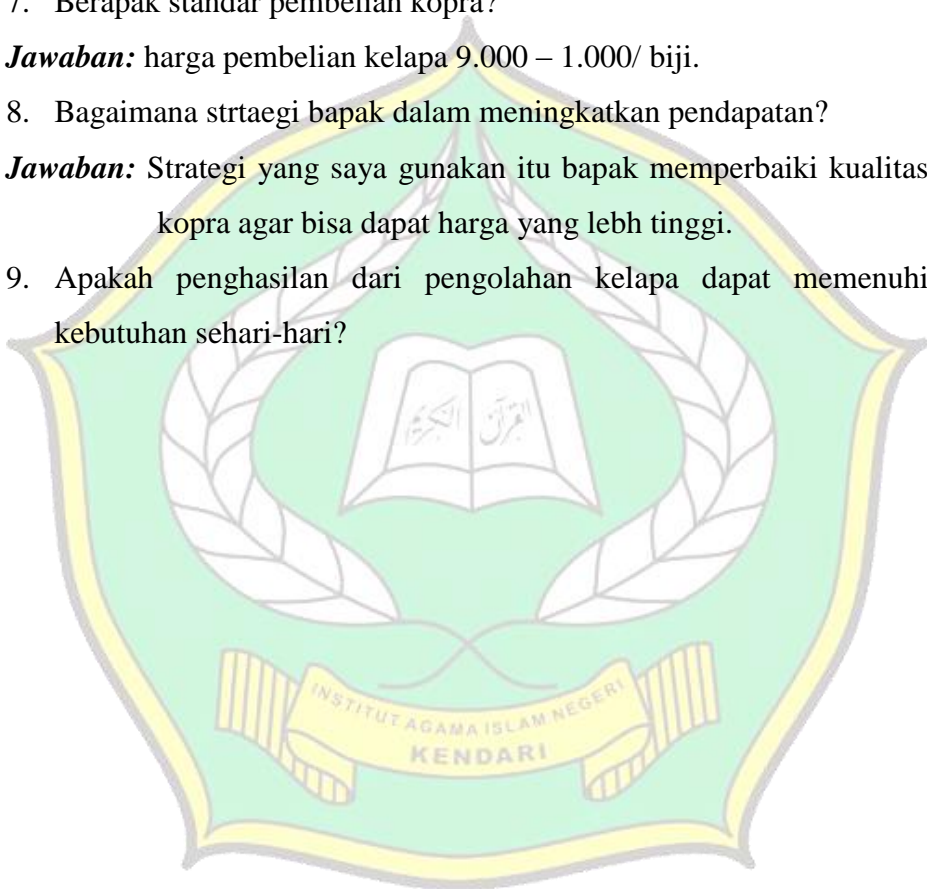 7. Berapak standar pembelian kopra?
Jawaban: harga pembelian kelapa 9.000 – 1.000/ biji.
8. Bagaimana strtaegi bapak dalam meningkatkan pendapatan?
Jawaban: Strategi yang saya gunakan itu bapak memperbaiki kualitas
kopra agar bisa dapat harga yang lebh tinggi.
9. Apakah penghasilan dari pengolahan kelapa dapat memenuhi
kebutuhan sehari-hari?
القرآن الكريم
INSTITUT AGAMA ISLAM NEGERI
KENDARI